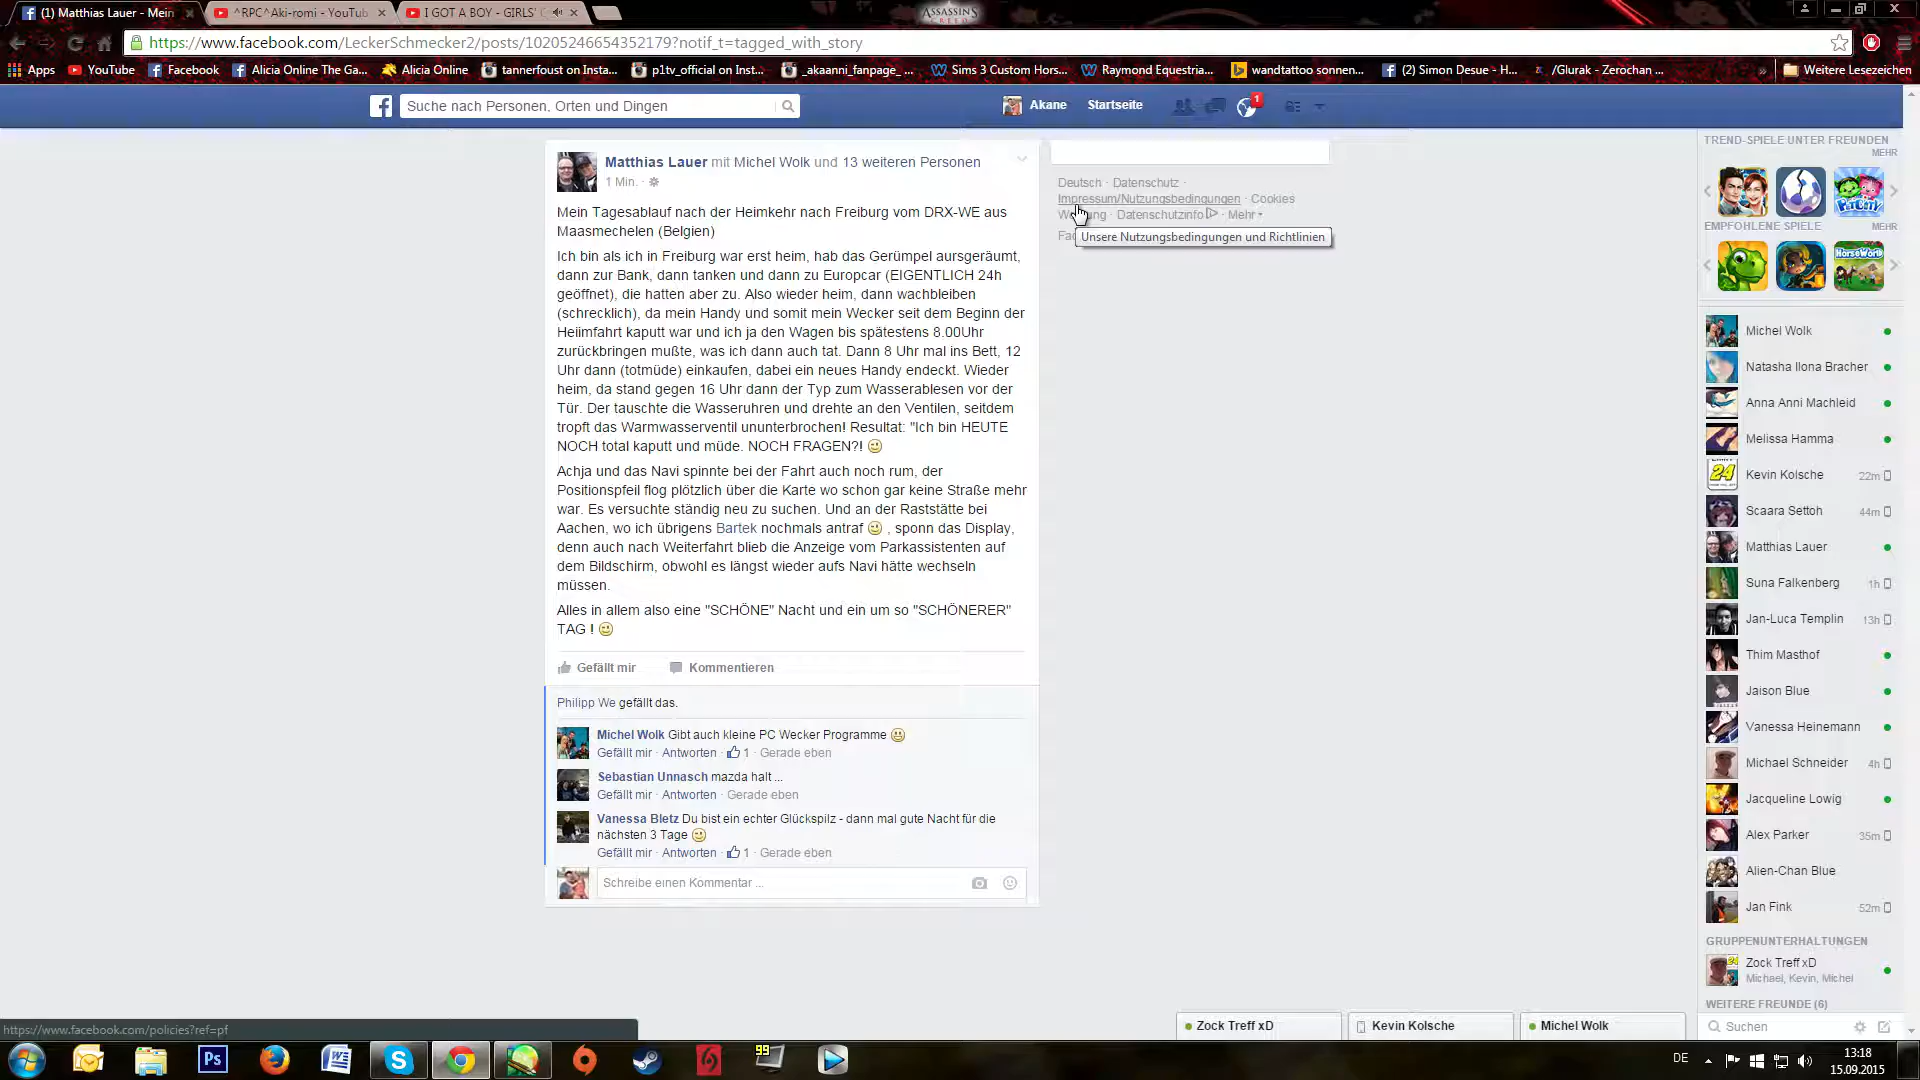 (1) Matthias Lauer - Mein
^RPC^Aki-romi - YouTub
I GOT A BOY - GIRLS'
ASSASSIN'S
https://www.facebook.com/LeckerSchmecker2/posts/10205246654352179?notif_t=tagged_with_story
Apps
YouTube
Facebook
Alicia Online The Ga...
Alicia Online
tannerfoust on Insta...
p1tv_official on Inst...
_akaanni_fanpage_ ...
Sims 3 Custom Hors...
Raymond Equestria...
wandtattoo sonnen...
(2) Simon Desue - H...
/Glurak - Zerochan ...
»
Weitere Lesezeichen
Suche nach Personen, Orten und Dingen
Akane
Startseite
1
Matthias Lauer mit Michel Wolk und 13 weiteren Personen
1 Min. ·
Mein Tagesablauf nach der Heimkehr nach Freiburg vom DRX-WE aus
Maasmechelen (Belgien)
Ich bin als ich in Freiburg war erst heim, hab das Gerümpel aursgeräumt,
dann zur Bank, dann tanken und dann zu Europcar (EIGENTLICH 24h
geöffnet), die hatten aber zu. Also wieder heim, dann wachbleiben
(schrecklich), da mein Handy und somit mein Wecker seit dem Beginn der
Heiimfahrt kaputt war und ich ja den Wagen bis spätestens 8.00Uhr
zurückbringen mußte, was ich dann auch tat. Dann 8 Uhr mal ins Bett, 12
Uhr dann (totmüde) einkaufen, dabei ein neues Handy endeckt. Wieder
heim, da stand gegen 16 Uhr dann der Typ zum Wasserablesen vor der
Tür. Der tauschte die Wasseruhren und drehte an den Ventilen, seitdem
tropft das Warmwasserventil ununterbrochen! Resultat: "Ich bin HEUTE
NOCH total kaputt und müde. NOCH FRAGEN?!
Achja und das Navi spinnte bei der Fahrt auch noch rum, der
Positionspfeil flog plötzlich über die Karte wo schon gar keine Straße mehr
war. Es versuchte ständig neu zu suchen. Und an der Raststätte bei
Aachen, wo ich übrigens Bartek nochmals antraf , sponn das Display,
denn auch nach Weiterfahrt blieb die Anzeige vom Parkassistenten auf
dem Bildschirm, obwohl es längst wieder aufs Navi hätte wechseln
müssen.
Alles in allem also eine "SCHÖNE" Nacht und ein um so "SCHÖNERER"
TAG !
Gefällt mir
Kommentieren
Philipp We gefällt das.
Michel Wolk Gibt auch kleine PC Wecker Programme
Gefällt mir · Antworten · 1 · Gerade eben
Sebastian Unnasch mazda halt ...
Gefällt mir · Antworten · Gerade eben
Vanessa Bletz Du bist ein echter Glückspilz - dann mal gute Nacht für die
nächsten 3 Tage
Gefällt mir · Antworten · 1 · Gerade eben
Schreibe einen Kommentar ...
Deutsch · Datenschutz ·
Impressum/Nutzungsbedingungen · Cookies
· Datenschutzinfo · Mehr
Unsere Nutzungsbedingungen und Richtlinien
TREND-SPIELE UNTER FREUNDEN
MEHR
PET CITY
EMPFOHLENE SPIELE
MEHR
HorseWorld
Michel Wolk
Natasha Ilona Bracher
Anna Anni Machleid
Melissa Hamma
24
Kevin Kolsche 22m
Scaara Settoh 44m
Matthias Lauer
Suna Falkenberg 1h
Jan-Luca Templin 13h
Thim Masthof
Jaison Blue
Vanessa Heinemann
Michael Schneider 4h
Jacqueline Lowig
Alex Parker 35m
Alien-Chan Blue
Jan Fink 52m
GRUPPENUNTERHALTUNGEN
Zock Treff xD
Michael, Kevin, Michel
WEITERE FREUNDE (6)
Suchen
https://www.facebook.com/policies?ref=pf
Zock Treff xD
Kevin Kolsche
Michel Wolk
Ps
99
DE
13:18
15.09.2015